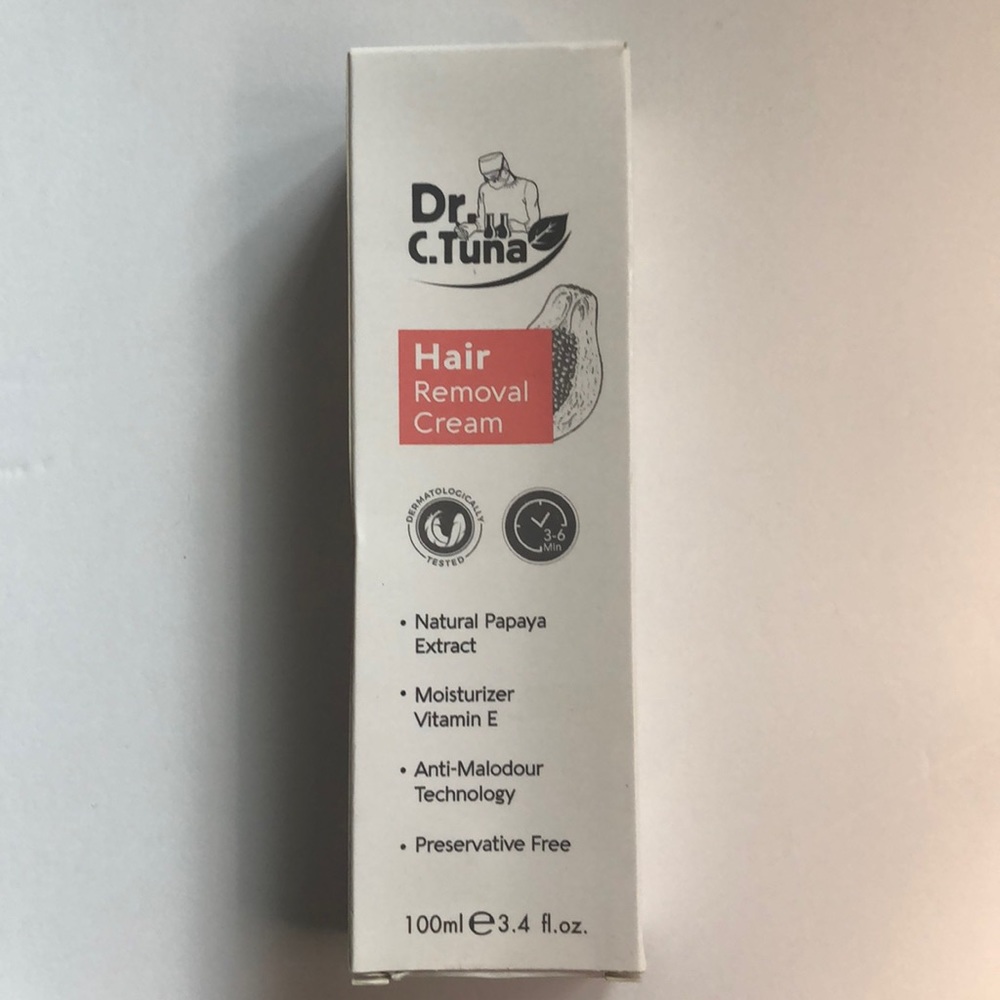 Dr.
C.Tuna
Hair
Removal
Cream
DERMATOLOGICALLY
TESTED
3-6
Min
• Natural Papaya
Extract
• Moisturizer
Vitamin E
• Anti-Malodour
Technology
• Preservative Free
100ml ℮ 3.4 fl.oz.